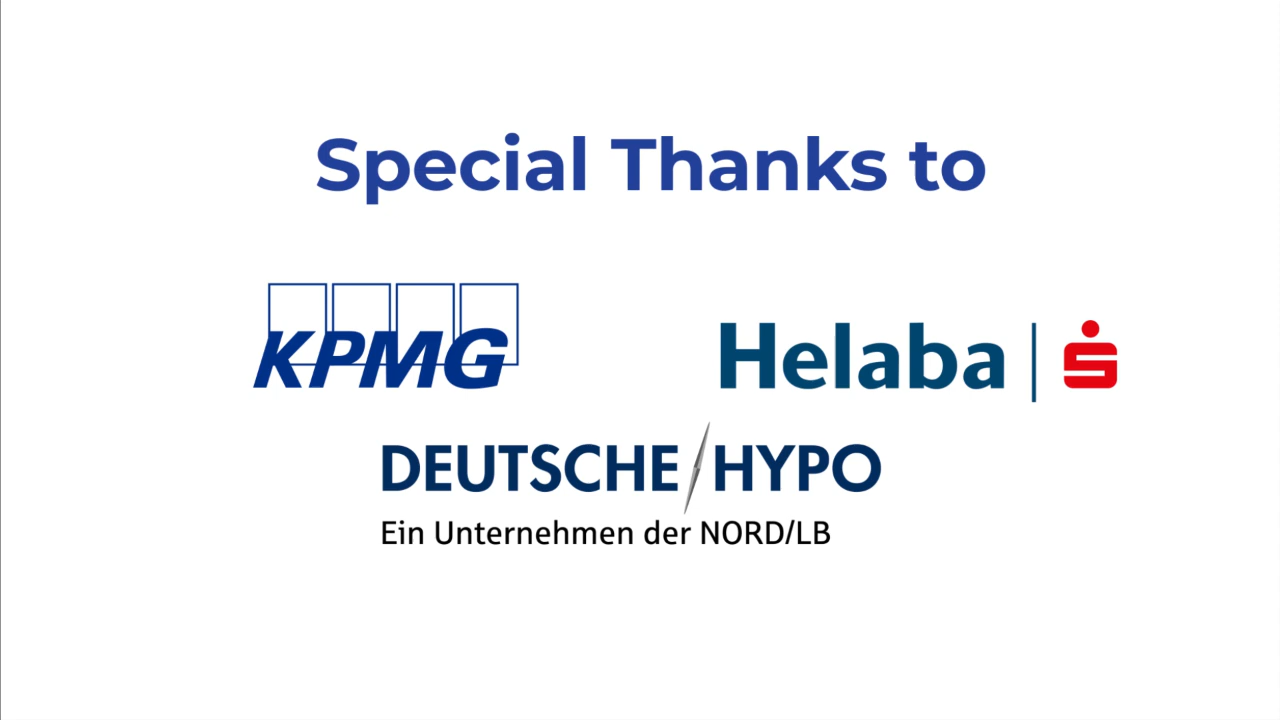 Special Thanks to
KPMG
Helaba
DEUTSCHE/HYPO
Ein Unternehmen der NORD/LB